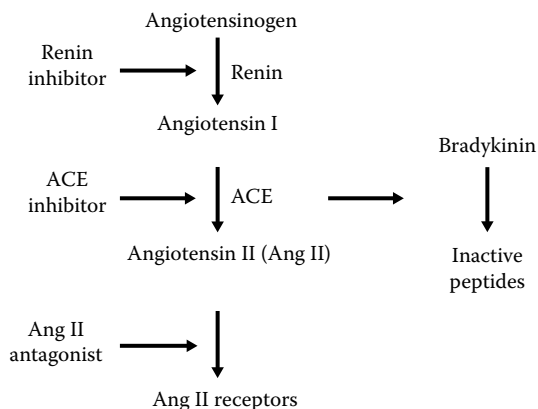 Angiotensinogen
Renin
inhibitor
Renin
Angiotensin I
Bradykinin
ACE
inhibitor
ACE
Angiotensin II (Ang II)
Inactive
peptides
Ang II
antagonist
Ang II receptors